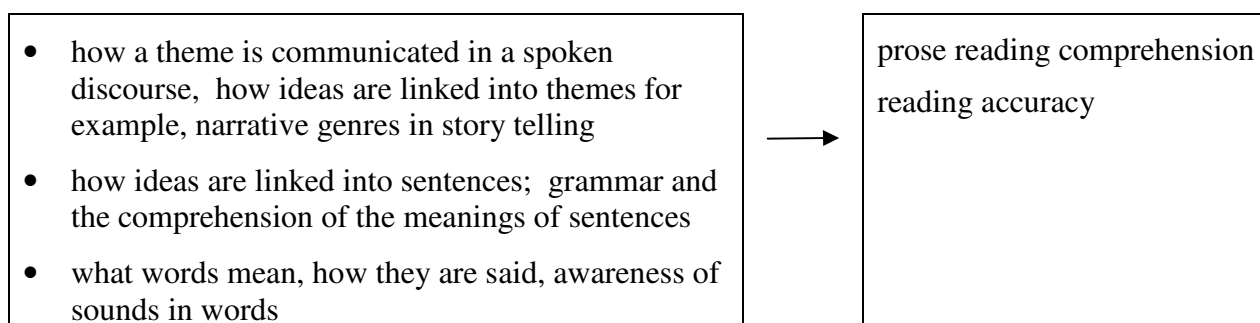 • how a theme is communicated in a spoken
discourse, how ideas are linked into themes for
example, narrative genres in story telling
• how ideas are linked into sentences; grammar and
the comprehension of the meanings of sentences
• what words mean, how they are said, awareness of
sounds in words
prose reading comprehension
reading accuracy